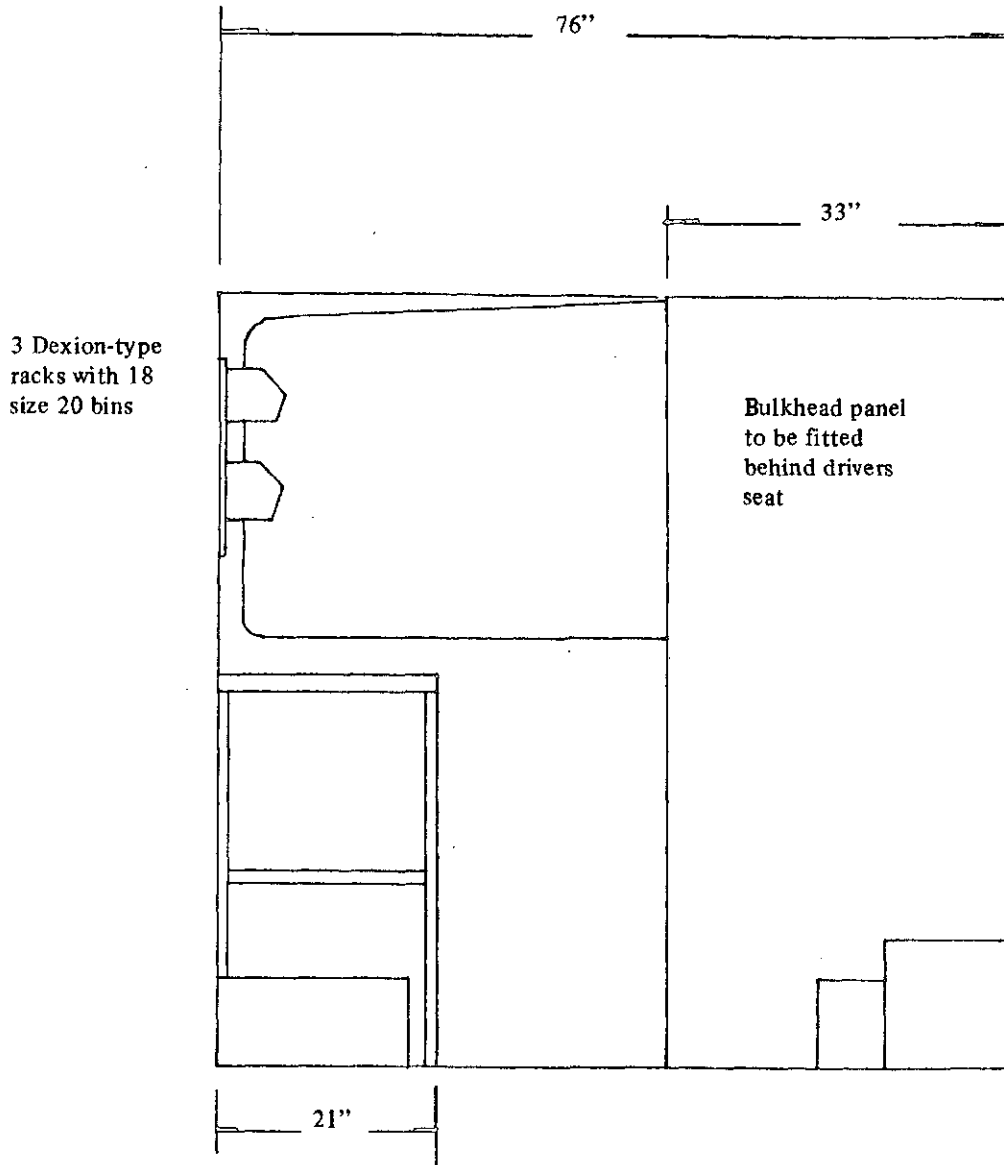 76”
33”
3 Dexion-type
racks with 18
size 20 bins
Bulkhead panel
to be fitted
behind drivers
seat
21”